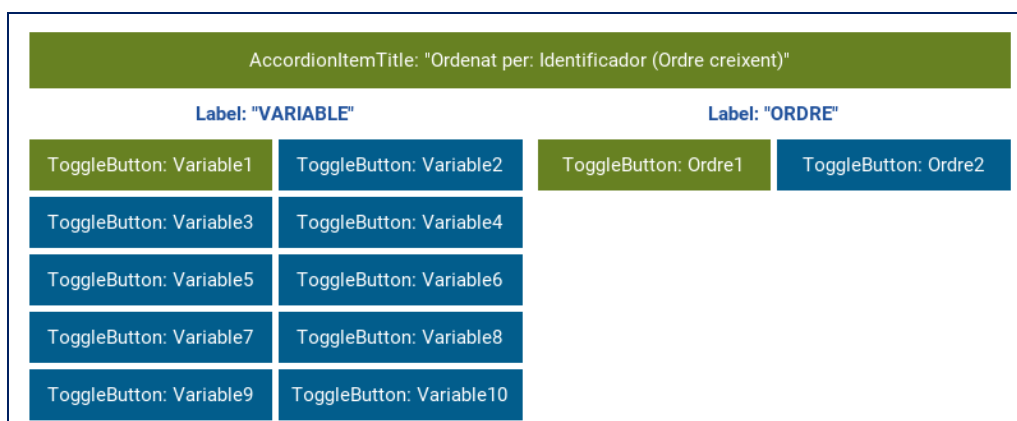 AccordionItemTitle: "Ordenat per: Identificador (Ordre creixent)"
Label: "VARIABLE"
Label: "ORDRE"
ToggleButton: Variable1
ToggleButton: Variable2
ToggleButton: Ordre1
ToggleButton: Ordre2
ToggleButton: Variable3
ToggleButton: Variable4
ToggleButton: Variable5
ToggleButton: Variable6
ToggleButton: Variable7
ToggleButton: Variable8
ToggleButton: Variable9
ToggleButton: Variable10